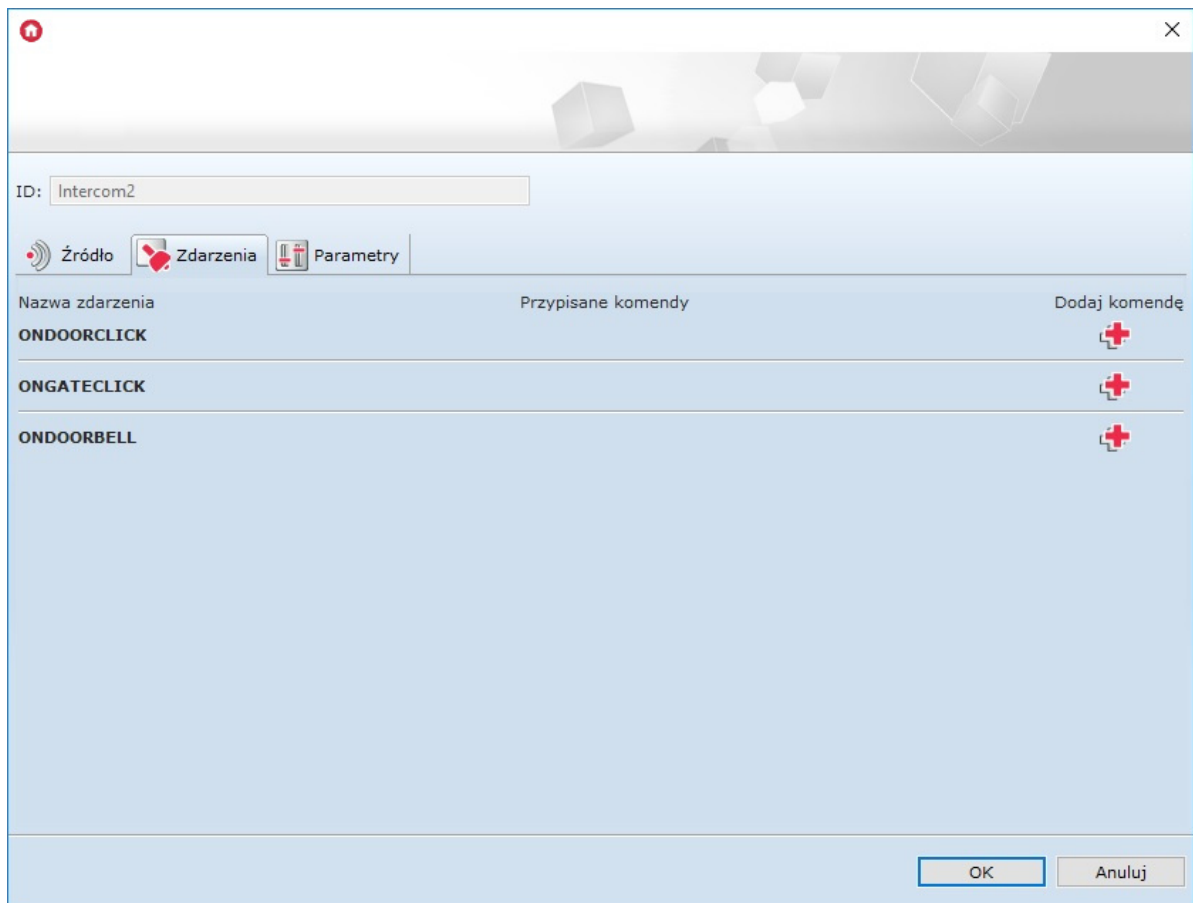 ID: Intercom2
Źródło Zdarzenia Parametry
Nazwa zdarzenia Przypisane komendy Dodaj komendę
ONDOORCLICK
ONGATECLICK
ONDOORBELL
OK Anuluj